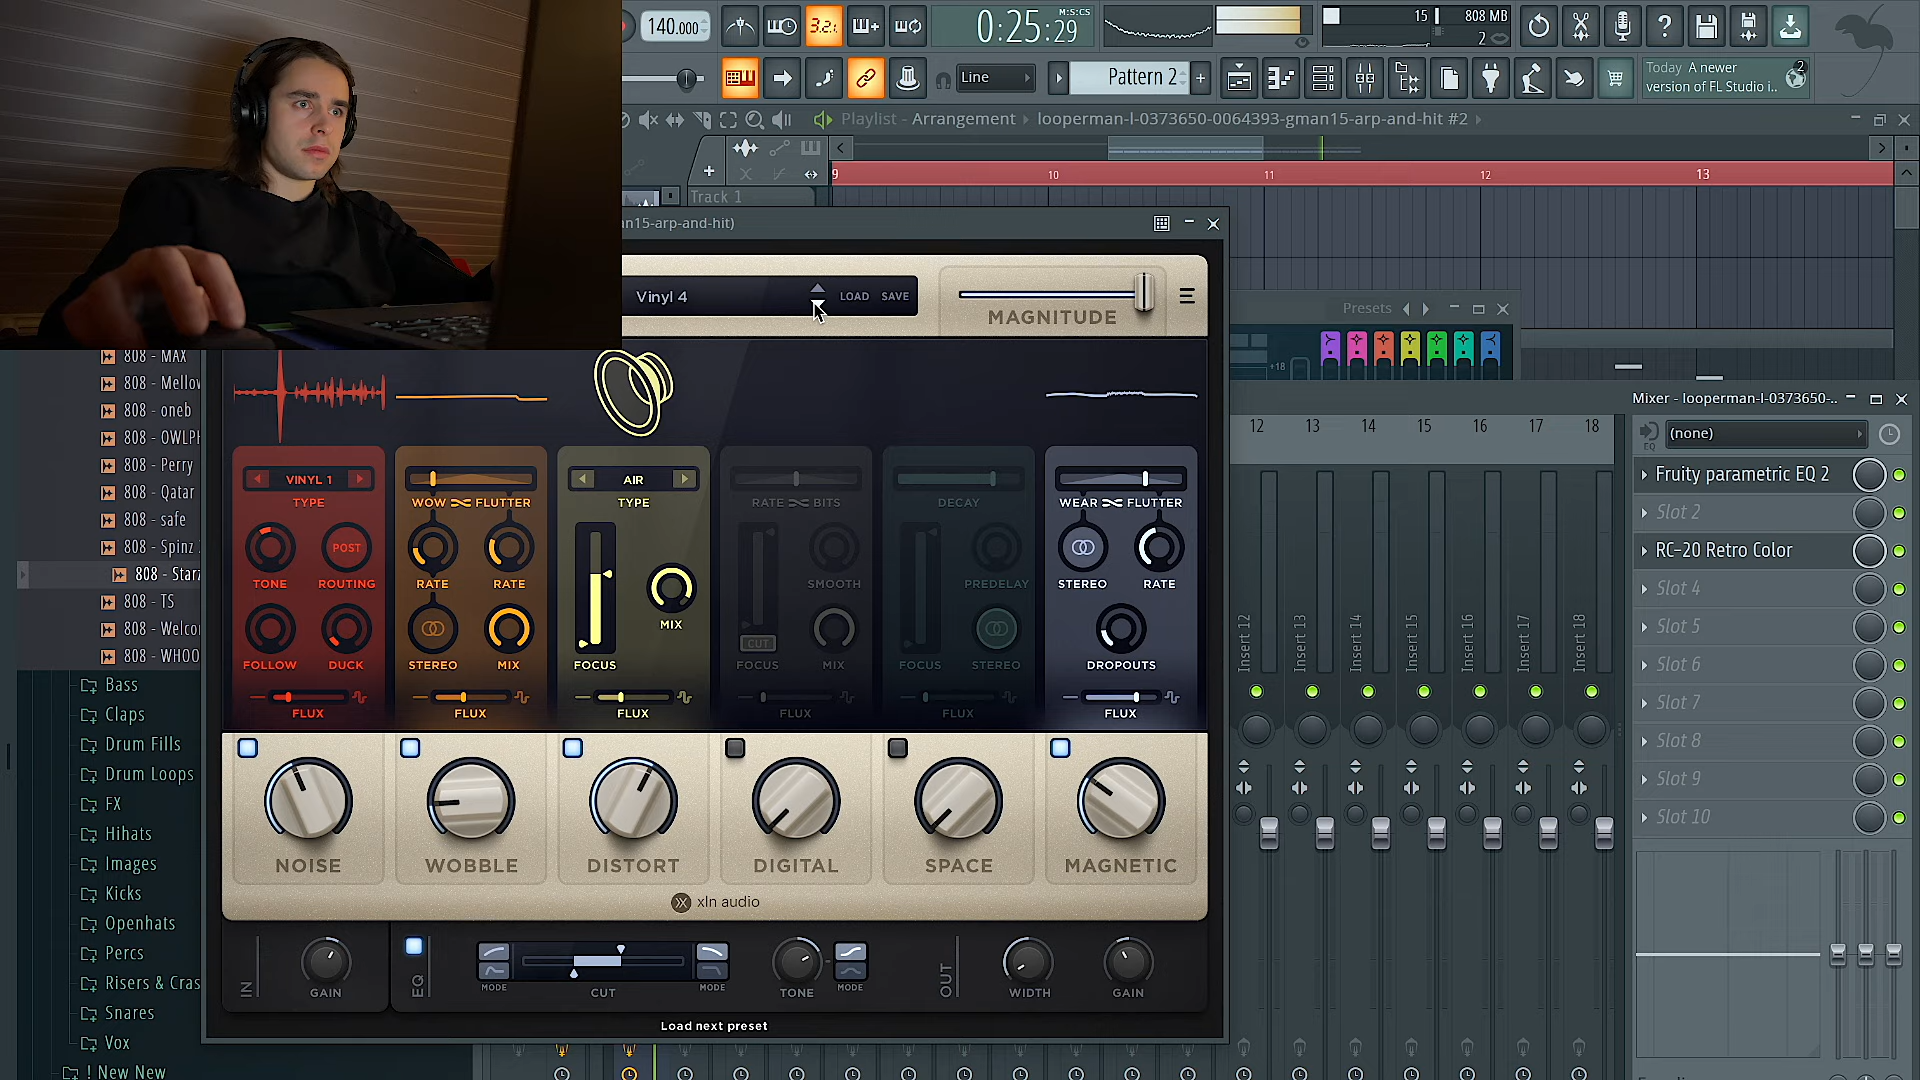 140.000
3.2.
0:25:29
M:S:CS
15
808 MB
2
Line
Pattern 2
+
Today A newer
version of FL Studio i..
2
Playlist - Arrangement
looperman-l-0373650-0064393-gman15-arp-and-hit #2
9
10
11
12
13
Track 1
an15-arp-and-hit)
Vinyl 4
LOAD
SAVE
MAGNITUDE
Presets
+18
808 - MAX
808 - Mellov
808 - oneb
808 - OWLPH
808 - Perry
808 - Qatar
808 - safe
808 - Spinz
808 - Starz
808 - TS
808 - Welco
808 - WHOO
Bass
Claps
Drum Fills
Drum Loops
FX
Hihats
Images
Kicks
Openhats
Percs
Risers & Cras
Snares
Vox
! New New
VINYL 1
TYPE
TONE
POST
ROUTING
FOLLOW
DUCK
FLUX
WOW
FLUTTER
RATE
RATE
STEREO
MIX
FLUX
AIR
TYPE
MIX
FOCUS
FLUX
RATE
BITS
SMOOTH
CUT
FOCUS
MIX
FLUX
DECAY
PREDELAY
FOCUS
STEREO
FLUX
WEAR
FLUTTER
STEREO
RATE
DROPOUTS
FLUX
NOISE
WOBBLE
DISTORT
DIGITAL
SPACE
MAGNETIC
xln audio
IN
GAIN
EQ
MODE
CUT
MODE
TONE
MODE
OUT
WIDTH
GAIN
Load next preset
12
13
14
15
16
17
18
Insert 12
Insert 13
Insert 14
Insert 15
Insert 16
Insert 17
Insert 18
Mixer - looperman-l-0373650-..
EQ
(none)
Fruity parametric EQ 2
Slot 2
RC-20 Retro Color
Slot 4
Slot 5
Slot 6
Slot 7
Slot 8
Slot 9
Slot 10